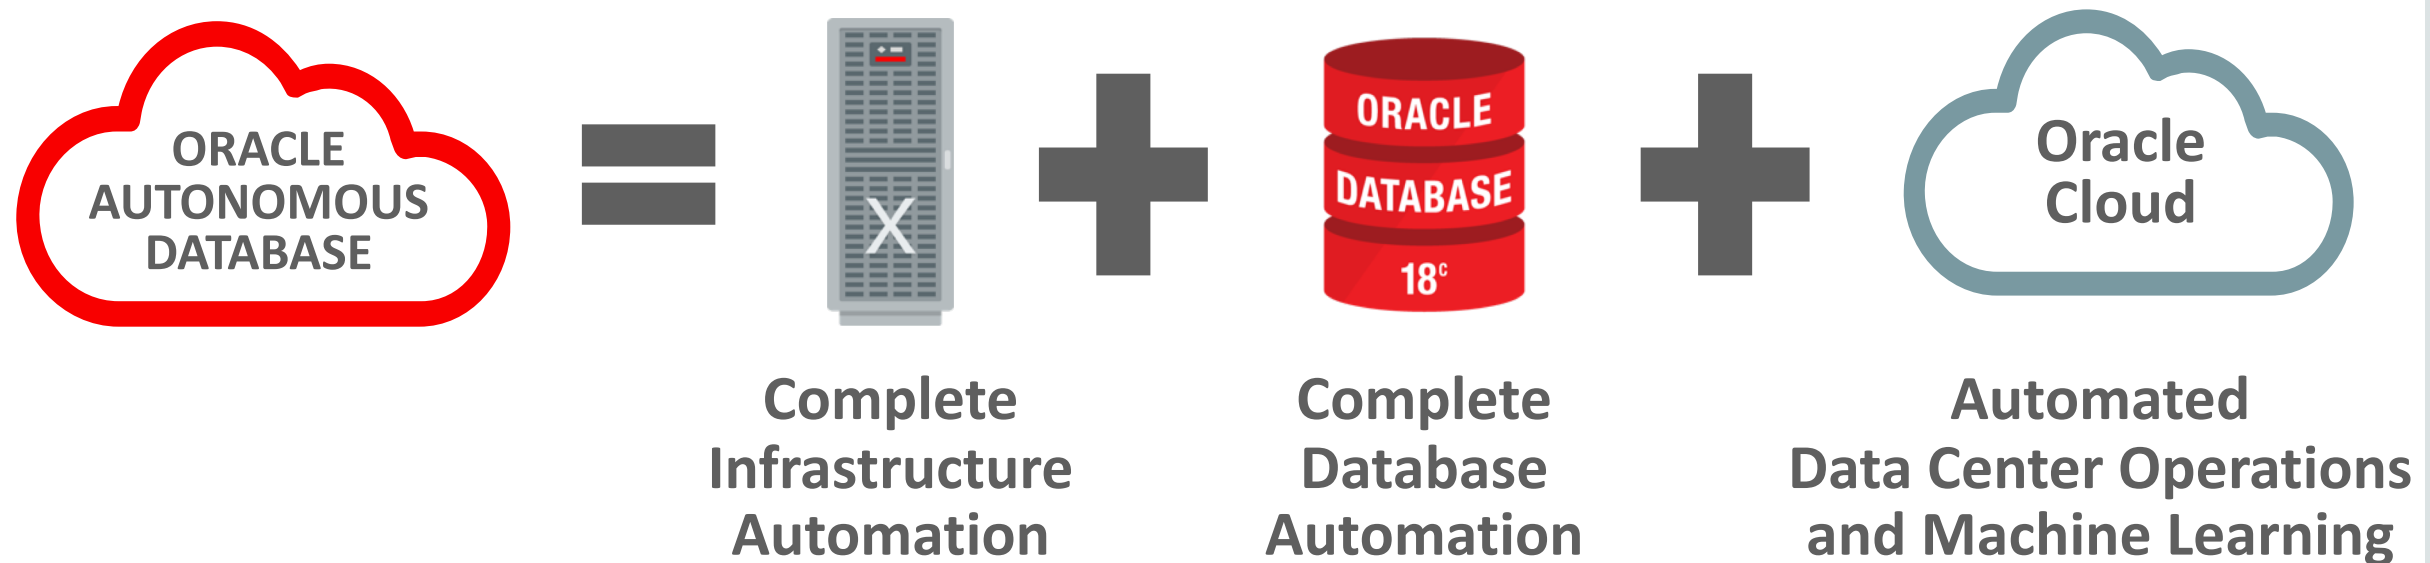 ORACLE
AUTONOMOUS
DATABASE
X
ORACLE
DATABASE
18c
Oracle
Cloud
Complete
Infrastructure
Automation
Complete
Database
Automation
Automated
Data Center Operations
and Machine Learning